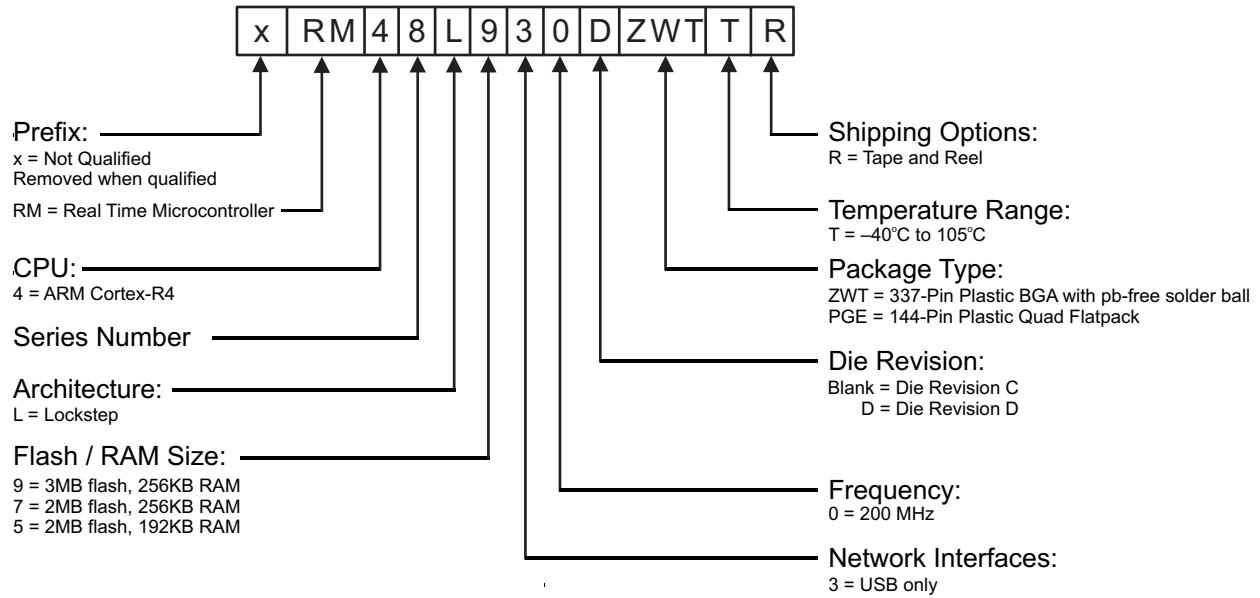 x RM 4 8 L 9 3 0 D ZWT T R
Prefix:
x = Not Qualified
Removed when qualified
RM = Real Time Microcontroller
CPU:
4 = ARM Cortex-R4
Series Number
Architecture:
L = Lockstep
Flash / RAM Size:
9 = 3MB flash, 256KB RAM
7 = 2MB flash, 256KB RAM
5 = 2MB flash, 192KB RAM
Shipping Options:
R = Tape and Reel
Temperature Range:
T = –40°C to 105°C
Package Type:
ZWT = 337-Pin Plastic BGA with pb-free solder ball
PGE = 144-Pin Plastic Quad Flatpack
Die Revision:
Blank = Die Revision C
D = Die Revision D
Frequency:
0 = 200 MHz
Network Interfaces:
3 = USB only